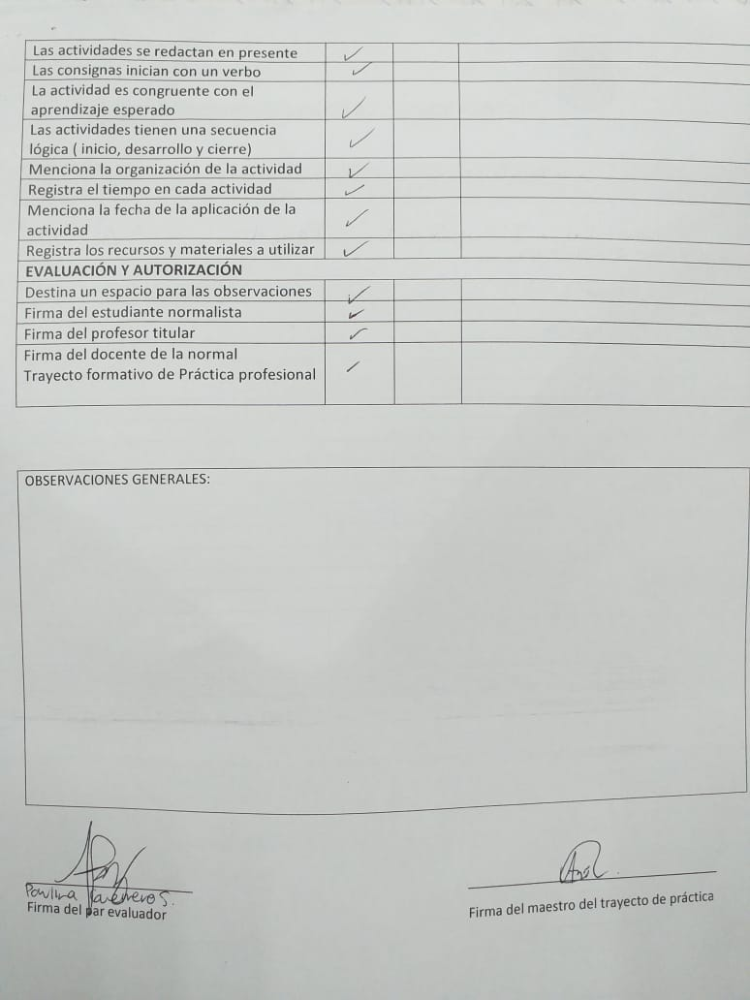 Las actividades se redactan en presente
Las consignas inician con un verbo
La actividad es congruente con el
aprendizaje esperado
Las actividades tienen una secuencia
lógica ( inicio, desarrollo y cierre)
Menciona la organización de la actividad
Registra el tiempo en cada actividad
Menciona la fecha de la aplicación de la
actividad
Registra los recursos y materiales a utilizar
EVALUACIÓN Y AUTORIZACIÓN
Destina un espacio para las observaciones
Firma del estudiante normalista
Firma del profesor titular
Firma del docente de la normal
Trayecto formativo de Práctica profesional
OBSERVACIONES GENERALES:
Paulina
Firma del par evaluador
Firma del maestro del trayecto de práctica